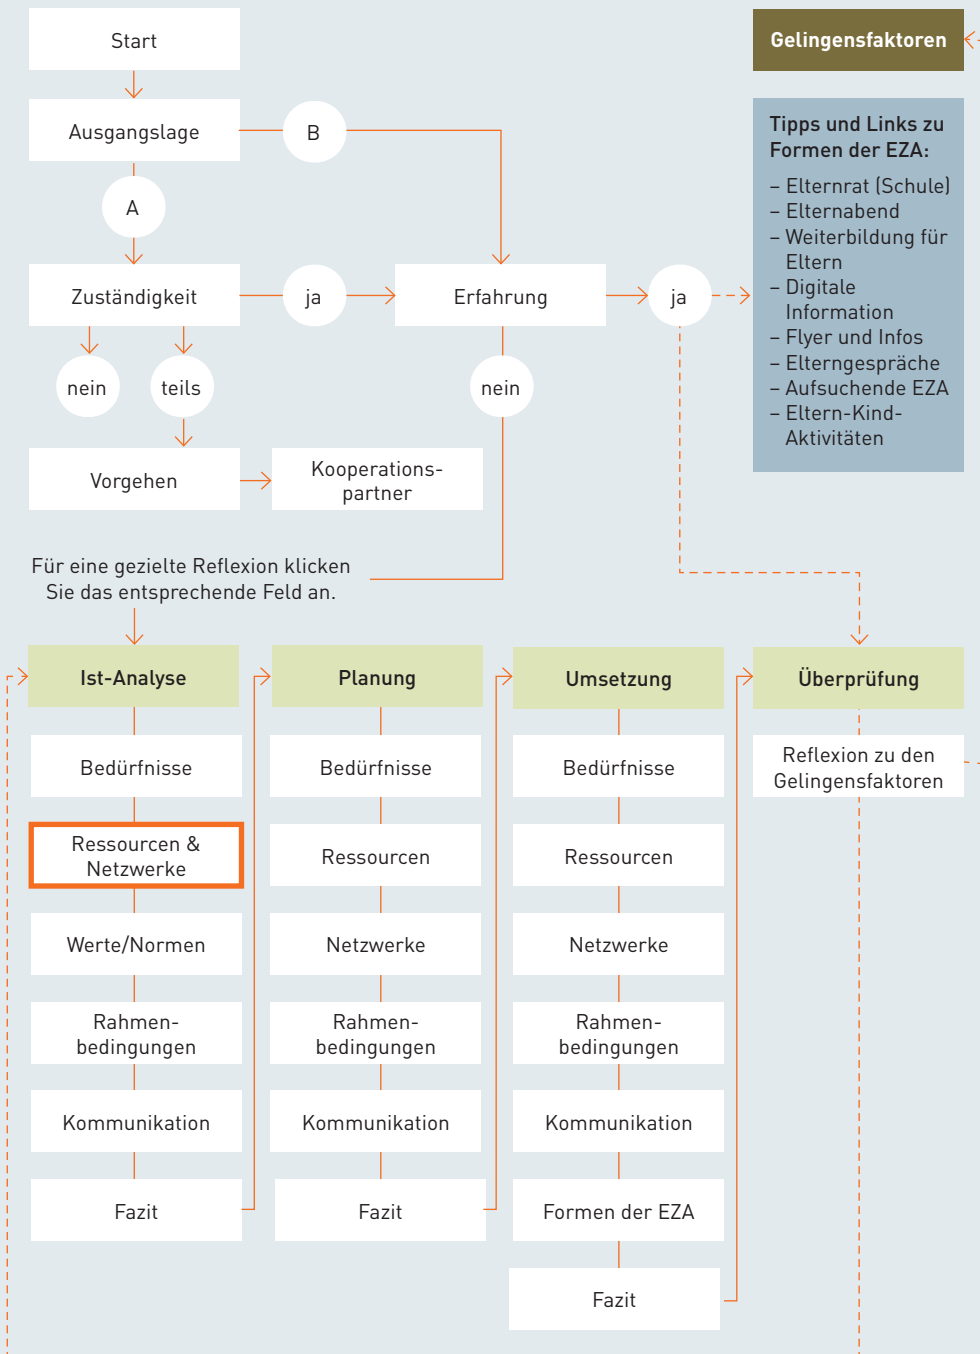 Start
Gelingensfaktoren
Ausgangslage
B
A
Tipps und Links zu
Formen der EZA:
– Elternrat (Schule)
– Elternabend
– Weiterbildung für
Eltern
– Digitale
Information
– Flyer und Infos
– Elterngespräche
– Aufsuchende EZA
– Eltern-Kind-
Aktivitäten
Zuständigkeit
ja
Erfahrung
ja
nein
teils
nein
Vorgehen
Kooperations-
partner
Für eine gezielte Reflexion klicken
Sie das entsprechende Feld an.
Ist-Analyse
Bedürfnisse
Ressourcen &
Netzwerke
Werte/Normen
Rahmen-
bedingungen
Kommunikation
Fazit
Planung
Bedürfnisse
Ressourcen
Netzwerke
Rahmen-
bedingungen
Kommunikation
Fazit
Umsetzung
Bedürfnisse
Ressourcen
Netzwerke
Rahmen-
bedingungen
Kommunikation
Formen der EZA
Fazit
Überprüfung
Reflexion zu den
Gelingensfaktoren